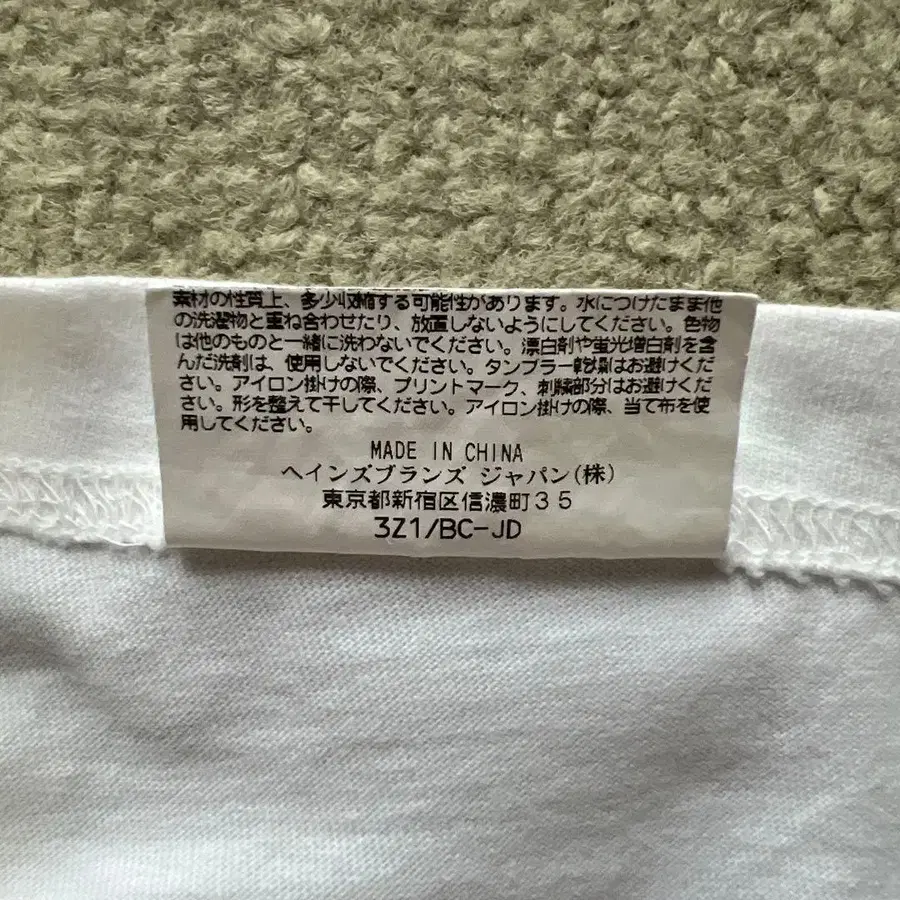 素材の性質上、多少収縮する可能性があります。水につけたまま他
の洗濯物と重ね合わせたり、放置しないようにしてください。色物
は他のものと一緒に洗わないでください。漂白剤や蛍光増白剤を含
んだ洗剤は、使用しないでください。タンブラー乾燥はお避けくだ
さい。アイロン掛けの際、プリントマーク、刺繍部分はお避けくだ
さい。形を整えて干してください。アイロン掛けの際、当て布を使
用してください。
MADE IN CHINA
ヘインズブランズ ジャパン(株)
東京都新宿区信濃町35
3Z1/BC-JD